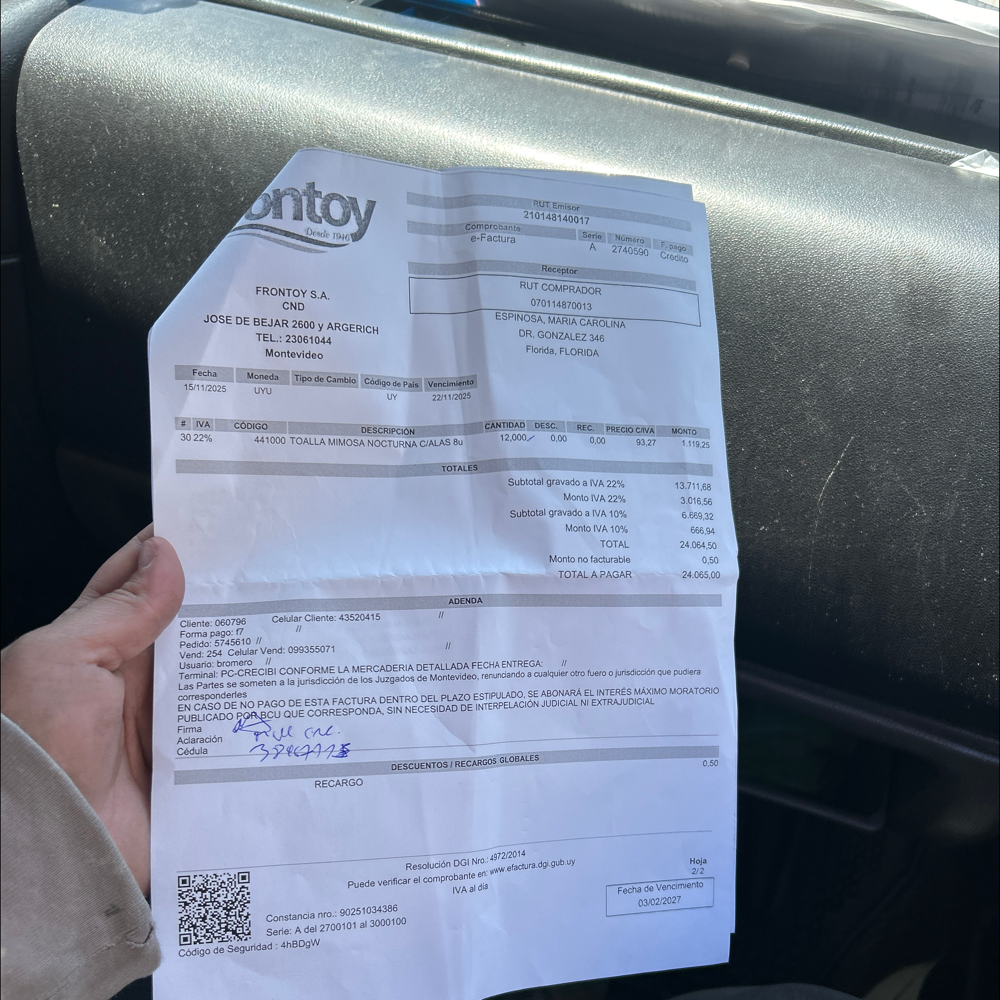 ontoy
Desde 1946
RUT Emisor
210148140017
Comprobante Serie Número F. pago
e-Factura A 2740590 Crédito
Receptor
RUT COMPRADOR
070114870013
ESPINOSA, MARIA CAROLINA
DR. GONZALEZ 346
Florida, FLORIDA
FRONTOY S.A.
CND
JOSE DE BEJAR 2600 y ARGERICH
TEL.: 23061044
Montevideo
Fecha Moneda Tipo de Cambio Código de País Vencimiento
15/11/2025 UYU UY 22/11/2025
# IVA CÓDIGO DESCRIPCIÓN CANTIDAD DESC. REC. PRECIO C/IVA MONTO
30 22% 441000 TOALLA MIMOSA NOCTURNA C/ALAS 8u 12,000 0,00 0,00 93,27 1.119,25
TOTALES
Subtotal gravado a IVA 22% 13.711,68
Monto IVA 22% 3.016,56
Subtotal gravado a IVA 10% 6.669,32
Monto IVA 10% 666,94
TOTAL 24.064,50
Monto no facturable 0,50
TOTAL A PAGAR 24.065,00
ADENDA
Cliente: 060796 Celular Cliente: 43520415 //
Forma pago: f7 //
Pedido: 5745610 //
Vend: 254 Celular Vend: 099355071 //
Usuario: bromero //
Terminal: PC-CRECIBI CONFORME LA MERCADERIA DETALLADA FECHA ENTREGA: //
Las Partes se someten a la jurisdicción de los Juzgados de Montevideo, renunciando a cualquier otro fuero o jurisdicción que pudiera
corresponderles
EN CASO DE NO PAGO DE ESTA FACTURA DENTRO DEL PLAZO ESTIPULADO, SE ABONARÁ EL INTERÉS MÁXIMO MORATORIO
PUBLICADO POR BCU QUE CORRESPONDA, SIN NECESIDAD DE INTERPELACIÓN JUDICIAL NI EXTRAJUDICIAL
Firma
Aclaración
Cédula
DESCUENTOS / RECARGOS GLOBALES
RECARGO 0,50
Resolución DGI Nro.: 4972/2014
Puede verificar el comprobante en: www.efactura.dgi.gub.uy
IVA al día
Hoja
2/2
Fecha de Vencimiento
03/02/2027
Constancia nro.: 90251034386
Serie: A del 2700101 al 3000100
Código de Seguridad : 4hBDgW